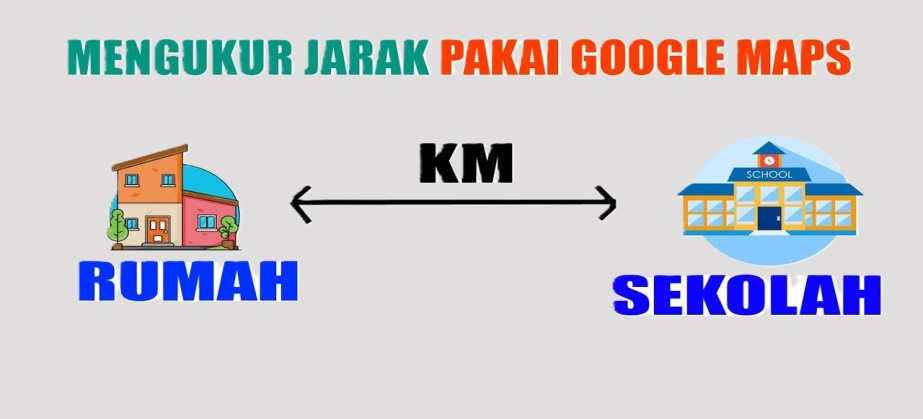 MENGUKUR JARAK PAKAI GOOGLE MAPS
KM
SCHOOL
RUMAH
SEKOLAH